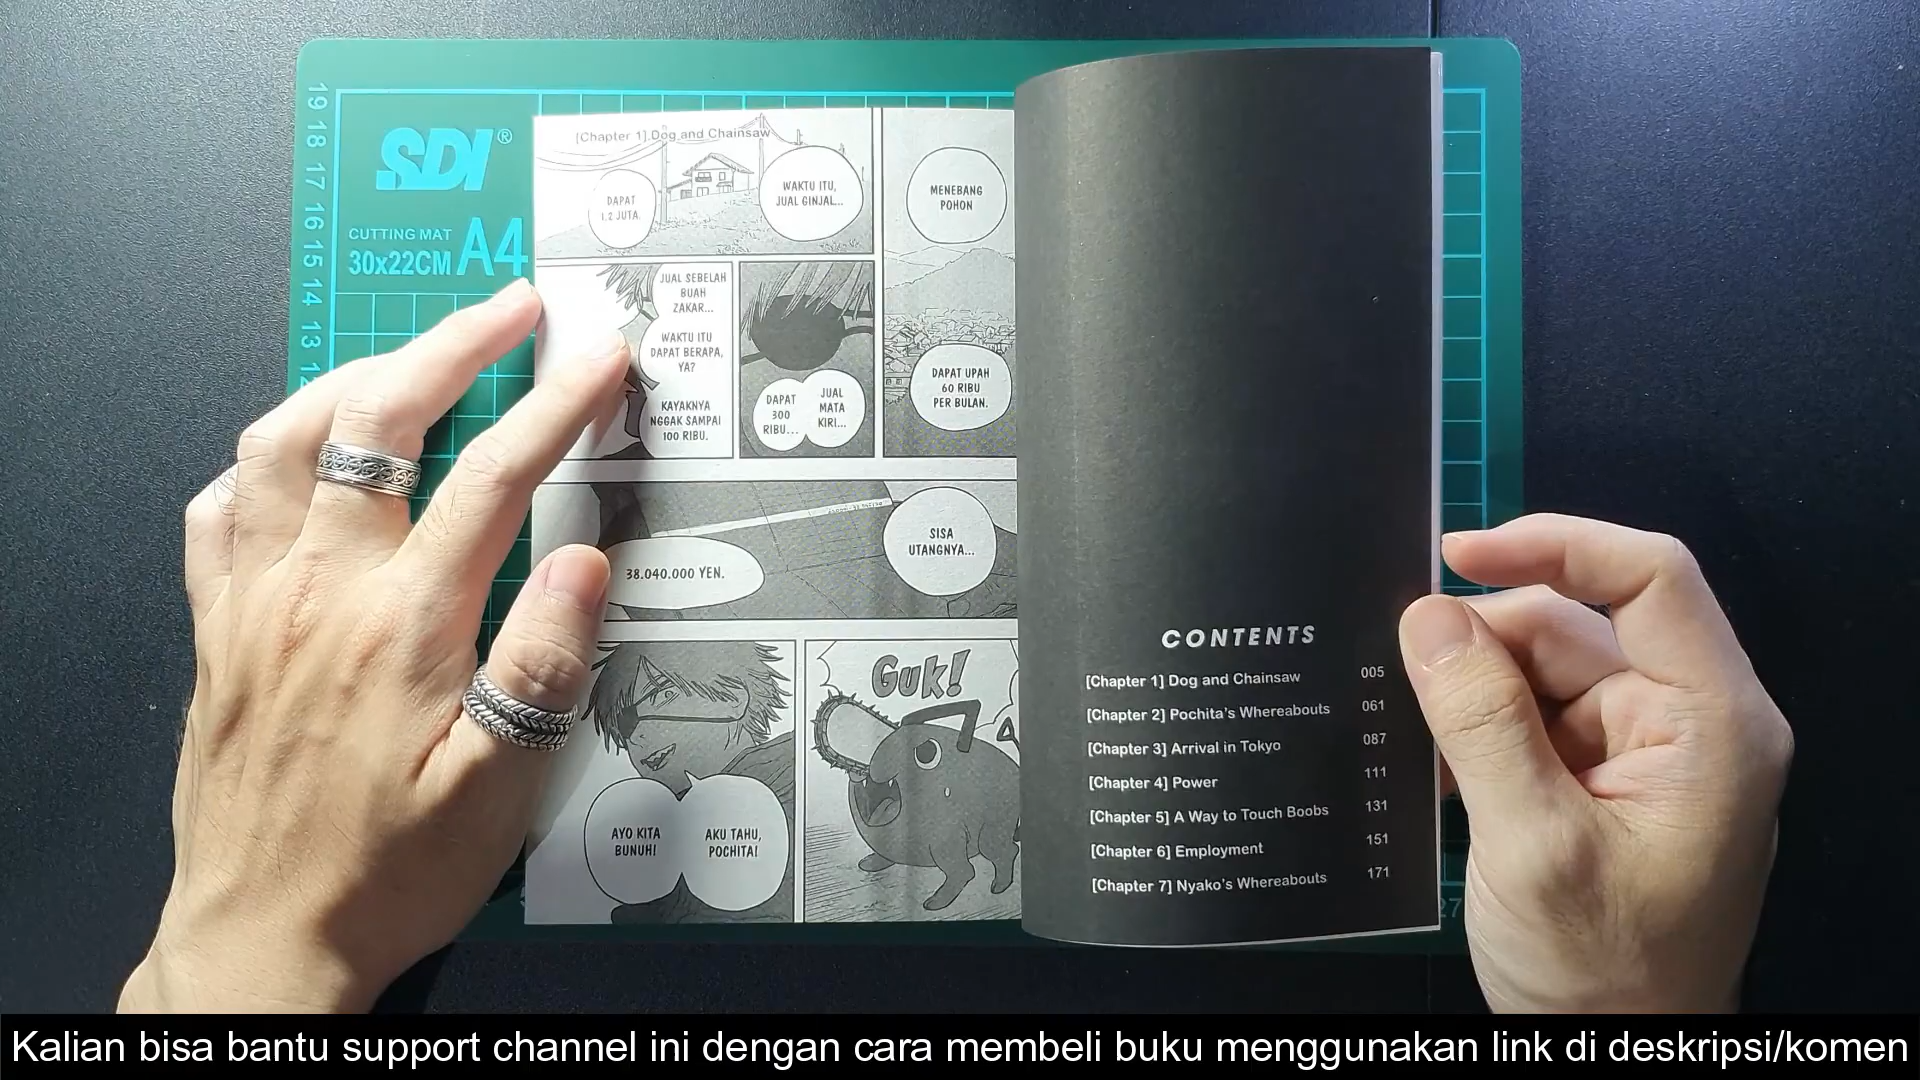 19
18
17
16
15
14
13
12
SDI®
CUTTING MAT
30x22CM A4
[Chapter 1] Dog and Chainsaw
MENEBANG
POHON
DAPAT UPAH
60 RIBU
PER BULAN.
WAKTU ITU,
JUAL GINJAL...
DAPAT
1,2 JUTA.
JUAL
MATA
KIRI...
DAPAT
300
RIBU...
JUAL SEBELAH
BUAH
ZAKAR...
WAKTU ITU
DAPAT BERAPA,
YA?
KAYAKNYA
NGGAK SAMPAI
100 RIBU.
SISA
UTANGNYA...
38.040.000 YEN.
GUK!
AKU TAHU,
POCHITA!
AYO KITA
BUNUH!
CONTENTS
[Chapter 1] Dog and Chainsaw 005
[Chapter 2] Pochita's Whereabouts 061
[Chapter 3] Arrival in Tokyo 087
[Chapter 4] Power 111
[Chapter 5] A Way to Touch Boobs 131
[Chapter 6] Employment 151
[Chapter 7] Nyako's Whereabouts 171
27
Kalian bisa bantu support channel ini dengan cara membeli buku menggunakan link di deskripsi/komen